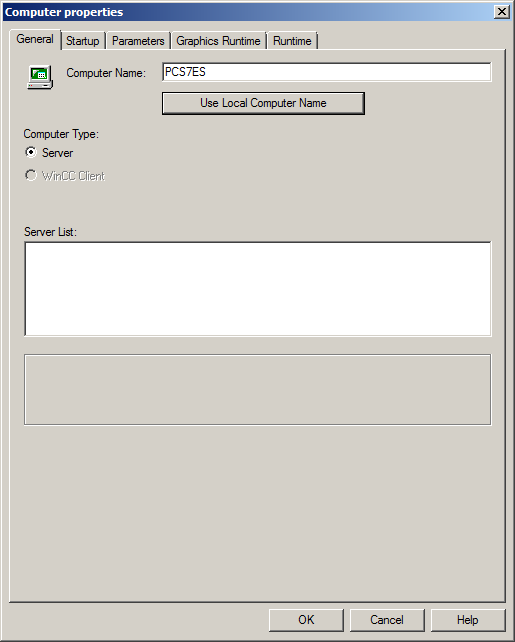 Computer properties
General Startup Parameters Graphics Runtime Runtime
Computer Name: PCS7ES
Use Local Computer Name
Computer Type:
Server
WinCC Client
Server List:
OK Cancel Help